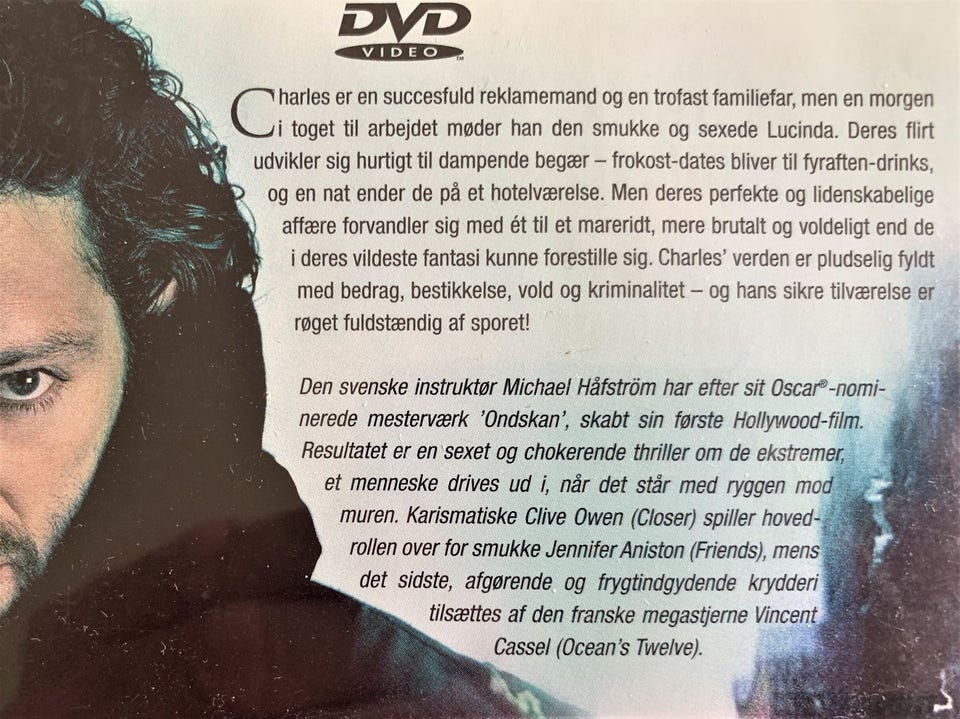 DVD
VIDEO™
Charles er en succesfuld reklamemand og en trofast familiefar, men en morgen
i toget til arbejdet møder han den smukke og sexede Lucinda. Deres flirt
udvikler sig hurtigt til dampende begær – frokost-dates bliver til fyraften-drinks,
og en nat ender de på et hotelværelse. Men deres perfekte og lidenskabelige
affære forvandler sig med ét til et mareridt, mere brutalt og voldeligt end de
i deres vildeste fantasi kunne forestille sig. Charles’ verden er pludselig fyldt
med bedrag, bestikkelse, vold og kriminalitet – og hans sikre tilværelse er
røget fuldstændig af sporet!
Den svenske instruktør Michael Håfström har efter sit Oscar®-nomi-
nerede mesterværk ’Ondskan’, skabt sin første Hollywood-film.
Resultatet er en sexet og chokerende thriller om de ekstremer,
et menneske drives ud i, når det står med ryggen mod
muren. Karismatiske Clive Owen (Closer) spiller hoved-
rollen over for smukke Jennifer Aniston (Friends), mens
det sidste, afgørende og frygtindgydende krydderi
tilsættes af den franske megastjerne Vincent
Cassel (Ocean’s Twelve).